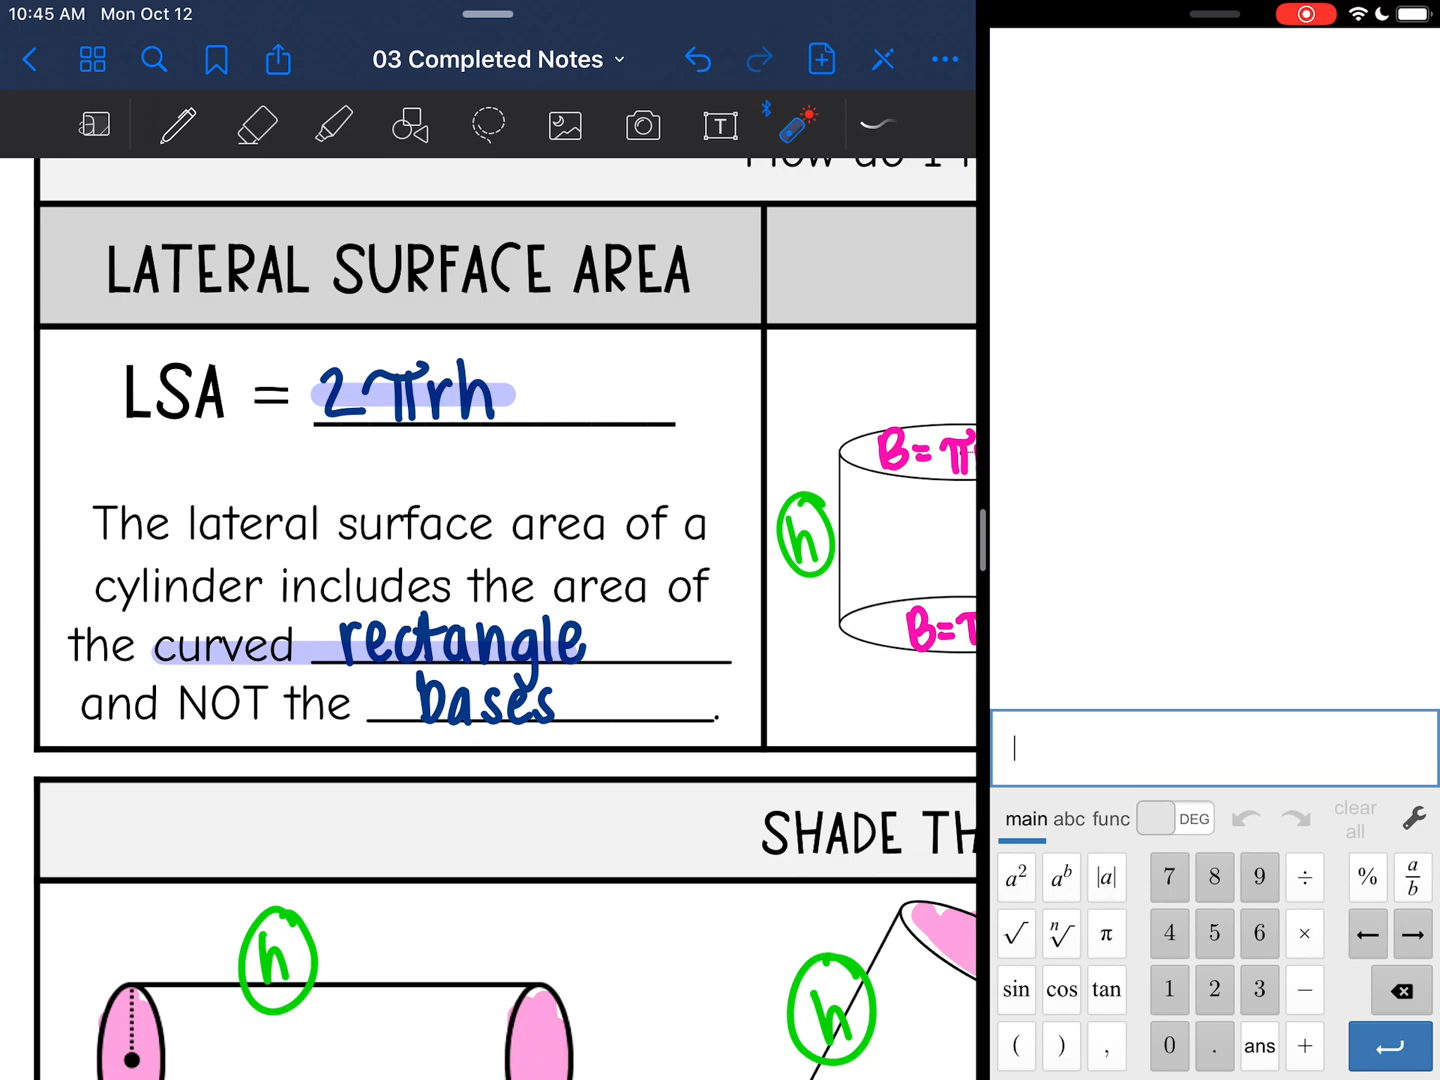 10:45 AM Mon Oct 12
03 Completed Notes
T
How do I
LATERAL SURFACE AREA
LSA = 2πrh
The lateral surface area of a
cylinder includes the area of
the curved rectangle
and NOT the bases.
B=π
h
B=π
SHADE TH
h
h
main abc func DEG clear all
a² aᵇ |a| 7 8 9 ÷ % a/b
√ ⁿ√ π 4 5 6 × ← →
sin cos tan 1 2 3 −
( ) , 0 . ans +